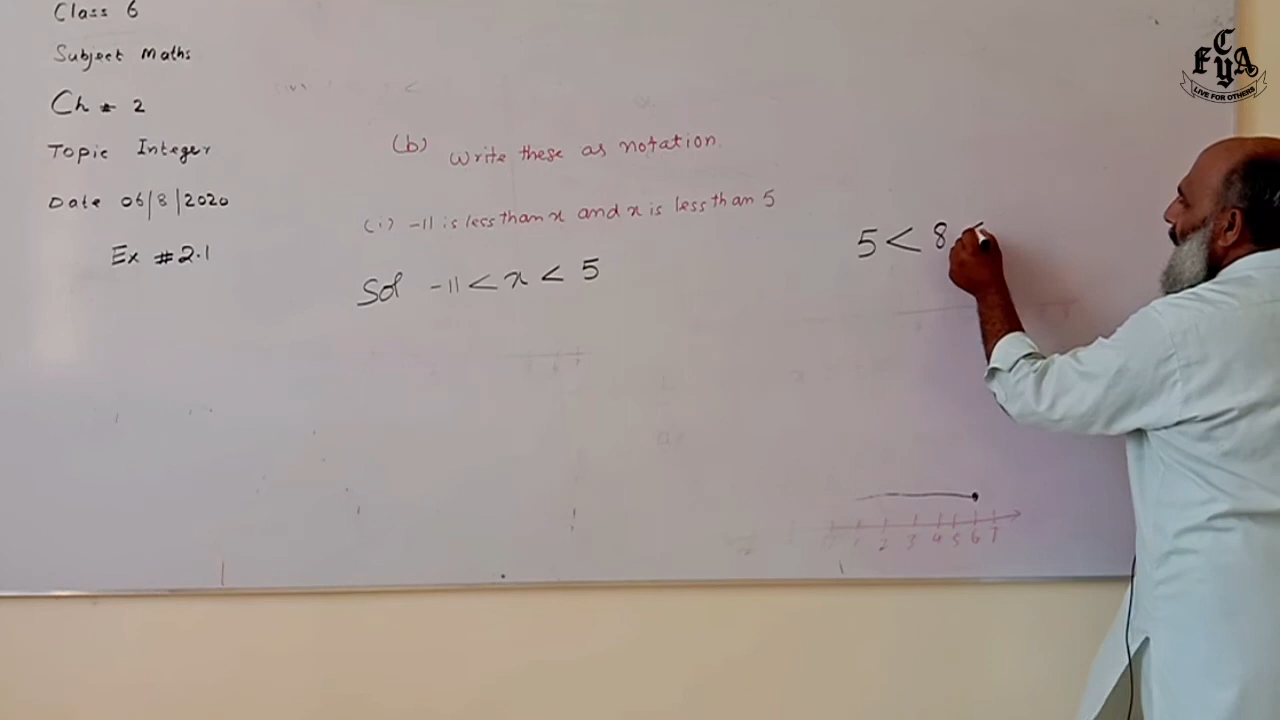 Class 6
Subject Maths
Ch # 2
Topic Integer
Date 06/8/2020
Ex #2.1
(b) Write these as notation.
(i) -11 is less than x and x is less than 5
Sol -11 < x < 5
5 < 8
2 3 4 5 6 7
E C Y A
LIVE FOR OTHERS